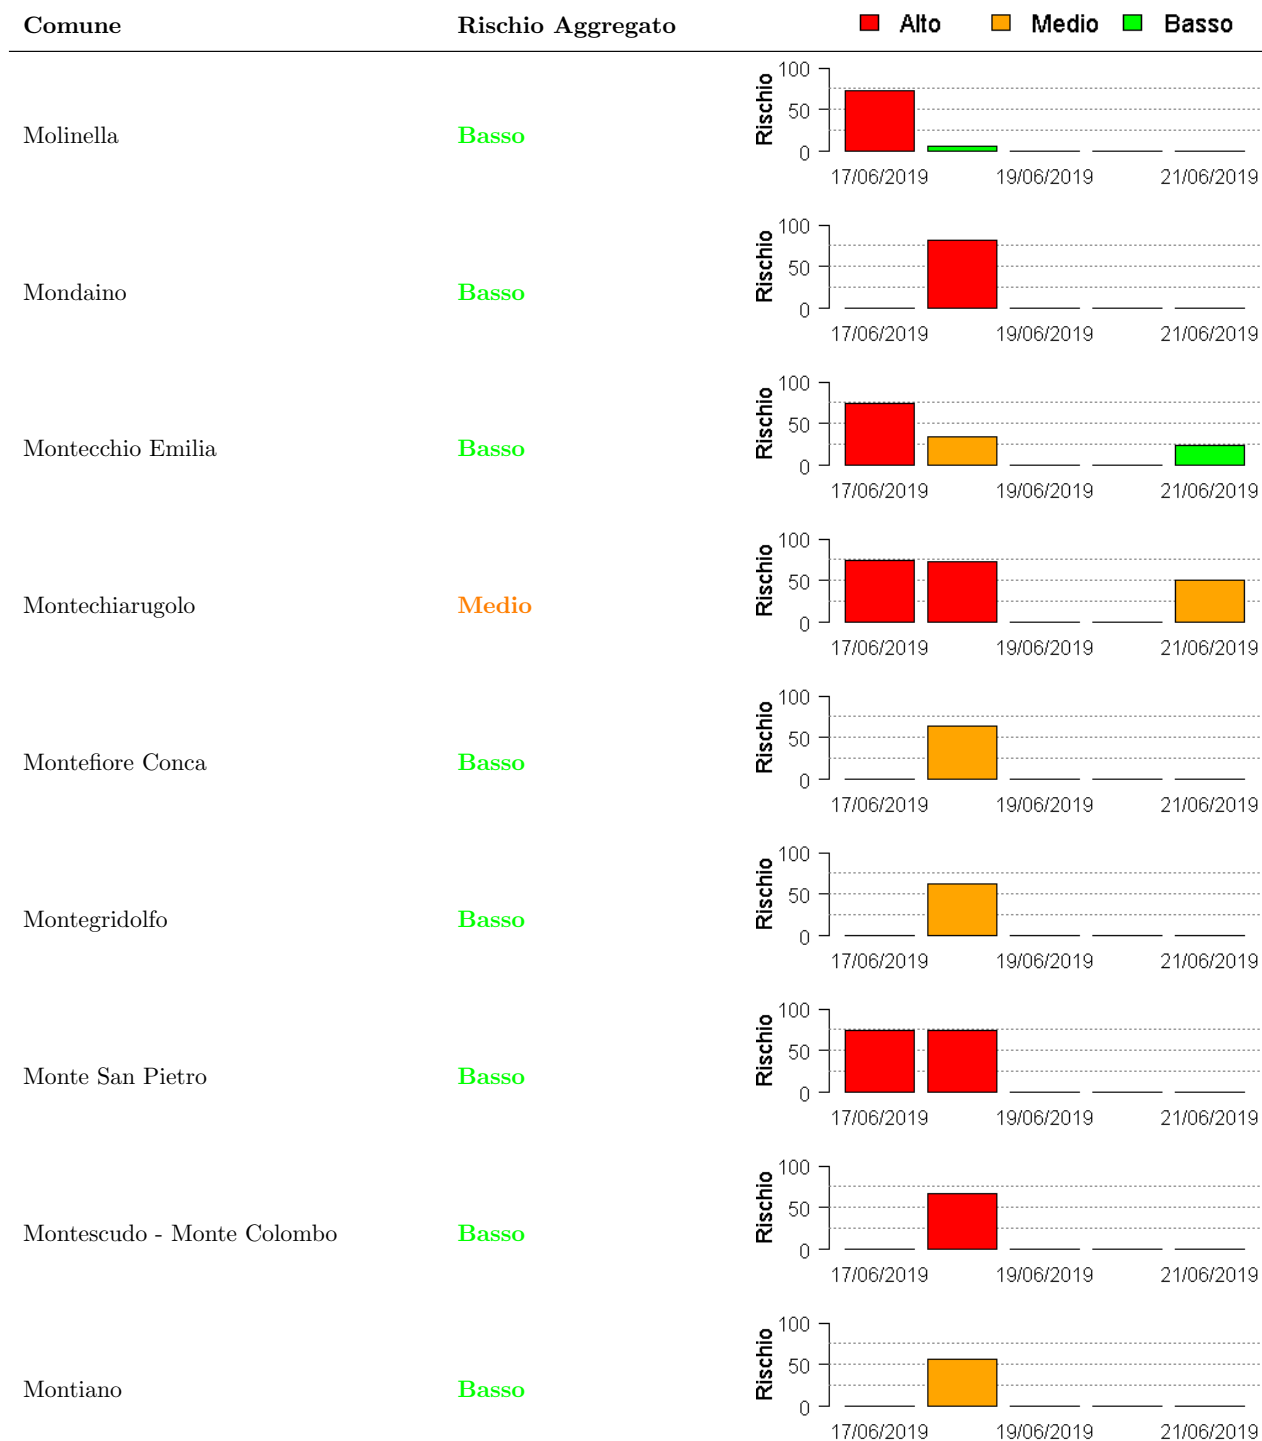 Comune Rischio Aggregato Alto Medio Basso
Molinella Basso
Rischio
100
50
0
17/06/2019 19/06/2019 21/06/2019
Mondaino Basso
Rischio
100
50
0
17/06/2019 19/06/2019 21/06/2019
Montecchio Emilia Basso
Rischio
100
50
0
17/06/2019 19/06/2019 21/06/2019
Montechiarugolo Medio
Rischio
100
50
0
17/06/2019 19/06/2019 21/06/2019
Montefiore Conca Basso
Rischio
100
50
0
17/06/2019 19/06/2019 21/06/2019
Montegridolfo Basso
Rischio
100
50
0
17/06/2019 19/06/2019 21/06/2019
Monte San Pietro Basso
Rischio
100
50
0
17/06/2019 19/06/2019 21/06/2019
Montescudo - Monte Colombo Basso
Rischio
100
50
0
17/06/2019 19/06/2019 21/06/2019
Montiano Basso
Rischio
100
50
0
17/06/2019 19/06/2019 21/06/2019